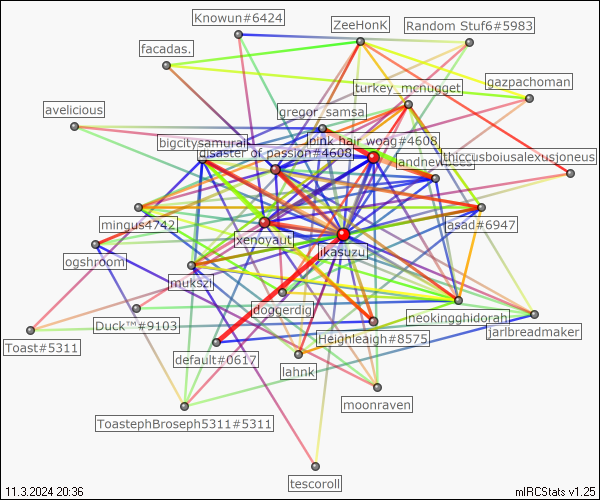 Knowun#6424
ZeeHonK
Random Stuf6#5983
facadas.
gazpachoman
turkey_mcnugget
avelicious
gregor_samsa
bigcitysamurai
pink hair woag#4608
disaster of passion#4608
thiccusboiusalexusjoneus
mingus4742
asad#6947
xenoyaut
ikasuzu
ogshroom
mukszi
doggerdig
nookingghidorah
Duck™#9103
jarlbreadmaker
Toast#5311
Heighleaigh#8575
default#0617
lahnk
moonraven
ToastephBroseph5311#5311
tescoroll
11.3.2024 20:36
mIRCStats v1.25